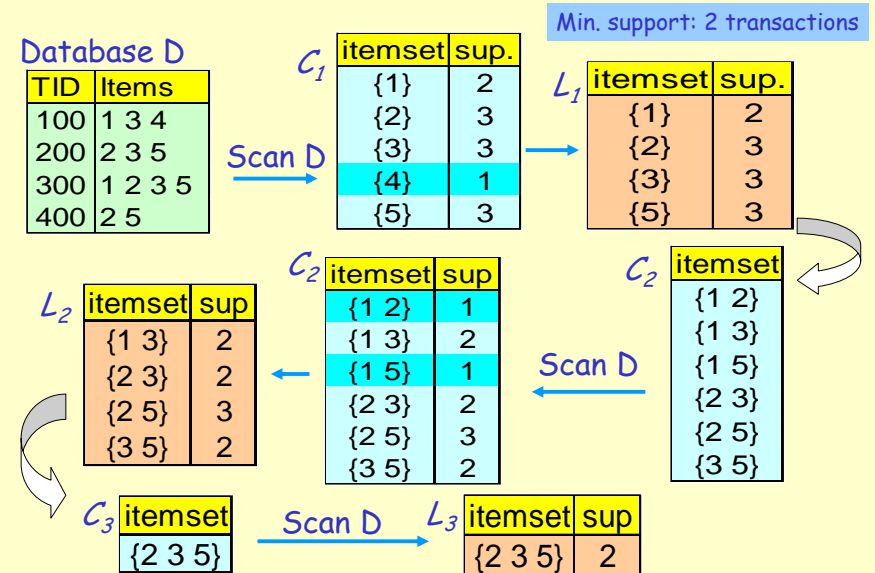 Min. support: 2 transactions
Database D
TID Items
100 1 3 4
200 2 3 5
300 1 2 3 5
400 2 5
Scan D
C1
itemset sup.
{1} 2
{2} 3
{3} 3
{4} 1
{5} 3
L1
itemset sup.
{1} 2
{2} 3
{3} 3
{5} 3
C2
itemset
{1 2}
{1 3}
{1 5}
{2 3}
{2 5}
{3 5}
Scan D
C2
itemset sup
{1 2} 1
{1 3} 2
{1 5} 1
{2 3} 2
{2 5} 3
{3 5} 2
L2
itemset sup
{1 3} 2
{2 3} 2
{2 5} 3
{3 5} 2
C3
itemset
{2 3 5}
Scan D
L3
itemset sup
{2 3 5} 2